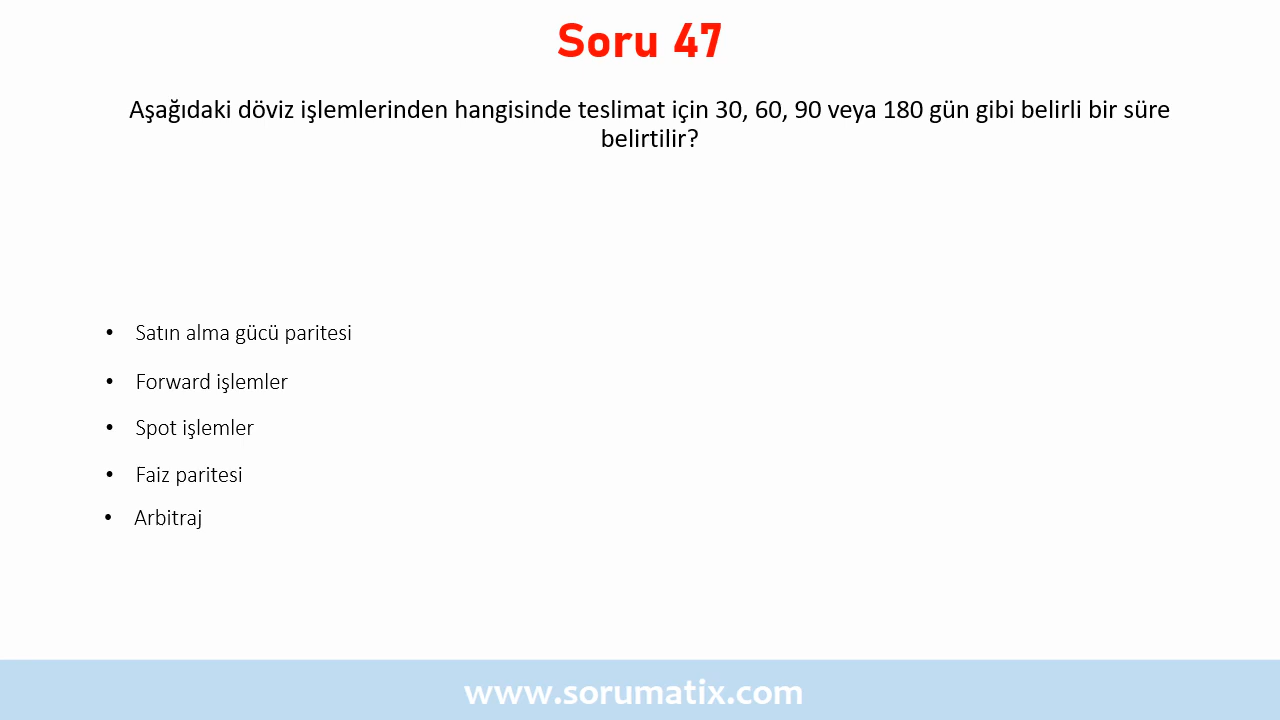 Soru 47
Aşağıdaki döviz işlemlerinden hangisinde teslimat için 30, 60, 90 veya 180 gün gibi belirli bir süre
belirtilir?
• Satın alma gücü paritesi
• Forward işlemler
• Spot işlemler
• Faiz paritesi
• Arbitraj
www.sorumatix.com